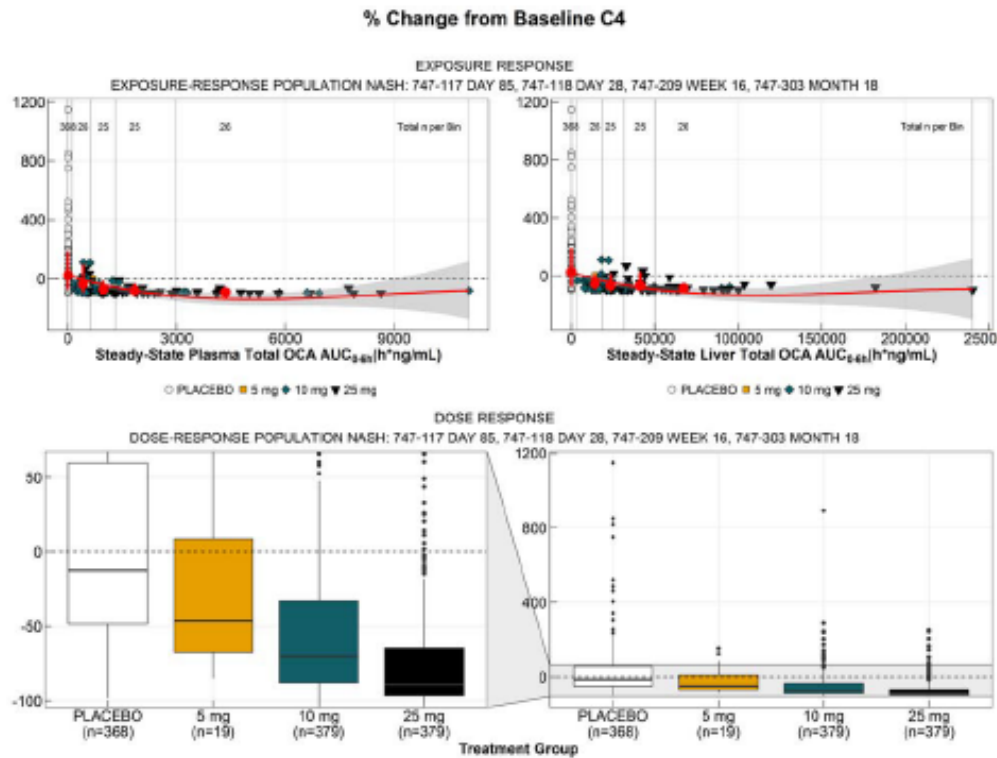 % Change from Baseline C4
EXPOSURE RESPONSE
EXPOSURE-RESPONSE POPULATION NASH: 747-117 DAY 85, 747-118 DAY 28, 747-209 WEEK 16, 747-303 MONTH 18
1200
800
400
0
368 26 25 25 26 Total n per Bin
0 3000 6000 9000
Steady-State Plasma Total OCA AUC0-6h(h*ng/mL)
1200
800
400
0
368 26 25 25 26 Total n per Bin
0 50000 100000 150000 200000 2500
Steady-State Liver Total OCA AUC0-6h(h*ng/mL)
PLACEBO 5 mg 10 mg 25 mg
PLACEBO 5 mg 10 mg 25 mg
DOSE RESPONSE
DOSE-RESPONSE POPULATION NASH: 747-117 DAY 85, 747-118 DAY 28, 747-209 WEEK 16, 747-303 MONTH 18
50
0
-50
-100
PLACEBO 5 mg 10 mg 25 mg
(n=368) (n=19) (n=379) (n=379)
1200
800
400
0
PLACEBO 5 mg 10 mg 25 mg
(n=368) (n=19) (n=379) (n=379)
Treatment Group